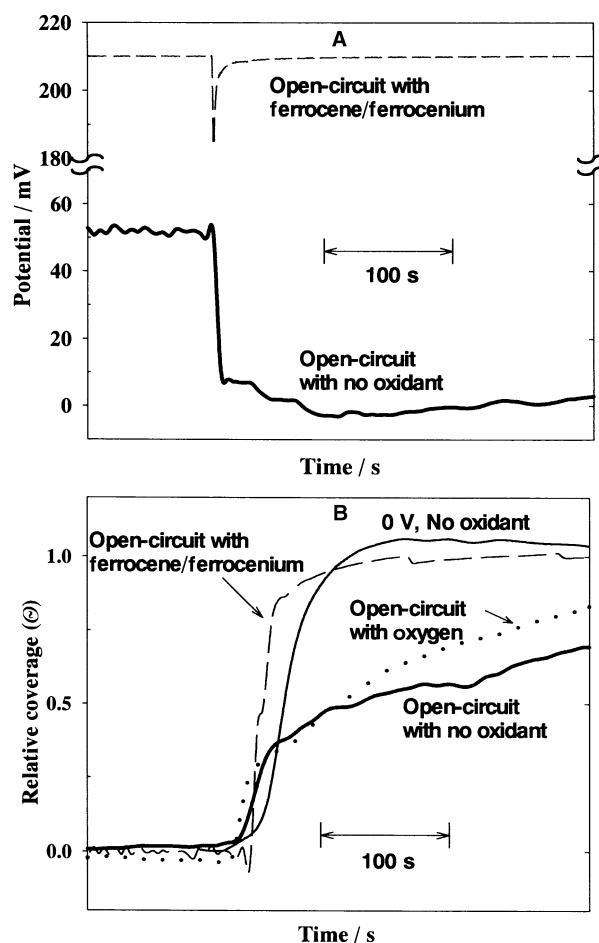 A
220
200
180
60
40
20
0
Potential / mV
Open-circuit with
ferrocene/ferrocenium
100 s
Open-circuit
with no oxidant
Time / s
B
0 V, No oxidant
Open-circuit with
ferrocene/ferrocenium
Open-circuit
with oxygen
Open-circuit
with no oxidant
1.0
0.5
0.0
Relative coverage (Θ)
100 s
Time / s